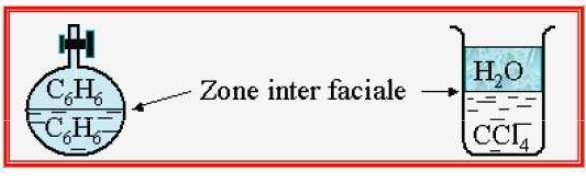 C₆H₆
C₆H₆
Zone inter faciale
H₂O
CCl₄